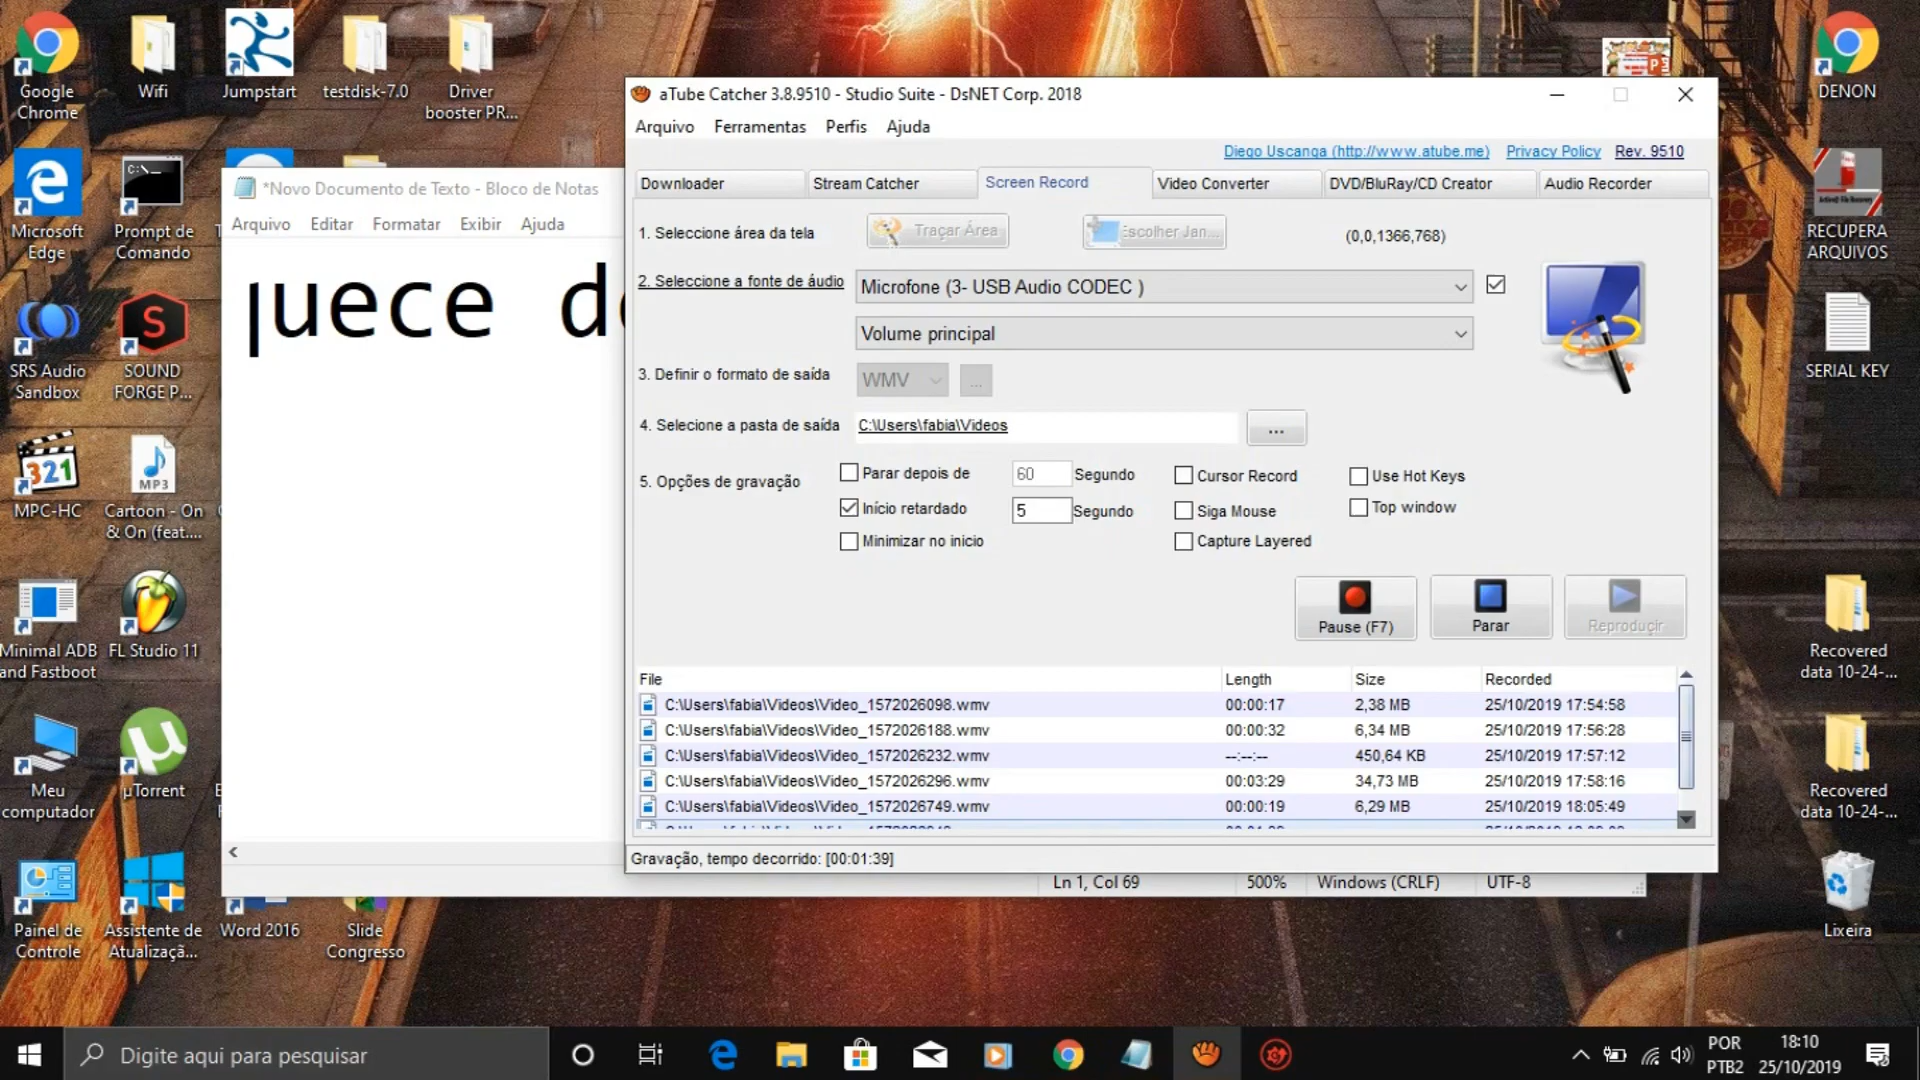 Google
Chrome
Wifi
Jumpstart
testdisk-7.0
Driver
booster PR...
DENON
Microsoft
Edge
Prompt de
Comando
RECUPERA
ARQUIVOS
SRS Audio
Sandbox
SOUND
FORGE P...
SERIAL KEY
MPC-HC
MP3
Cartoon - On
& On (feat....
Minimal ADB
and Fastboot
FL Studio 11
Recovered
data 10-24-...
Meu
computador
µTorrent
Recovered
data 10-24-...
Painel de
Controle
Assistente de
Atualizaçã...
Word 2016
Slide
Congresso
Lixeira
*Novo Documento de Texto - Bloco de Notas
Arquivo Editar Formatar Exibir Ajuda
uece d
Ln 1, Col 69 500% Windows (CRLF) UTF-8
aTube Catcher 3.8.9510 - Studio Suite - DsNET Corp. 2018
Arquivo Ferramentas Perfis Ajuda
Diego Uscanga (http://www.atube.me) Privacy Policy Rev. 9510
Downloader Stream Catcher Screen Record Video Converter DVD/BluRay/CD Creator Audio Recorder
1. Seleccione área da tela Traçar Área Escolher Jan... (0,0,1366,768)
2. Seleccione a fonte de áudio Microfone (3- USB Audio CODEC )
Volume principal
3. Definir o formato de saída WMV ...
4. Selecione a pasta de saída C:\Users\fabia\Videos ...
5. Opções de gravação
Parar depois de 60 Segundo Cursor Record Use Hot Keys
Início retardado 5 Segundo Siga Mouse Top window
Minimizar no inicio Capture Layered
Pause (F7) Parar Reproduçir
File Length Size Recorded
C:\Users\fabia\Videos\Video_1572026098.wmv 00:00:17 2,38 MB 25/10/2019 17:54:58
C:\Users\fabia\Videos\Video_1572026188.wmv 00:00:32 6,34 MB 25/10/2019 17:56:28
C:\Users\fabia\Videos\Video_1572026232.wmv --:--:-- 450,64 KB 25/10/2019 17:57:12
C:\Users\fabia\Videos\Video_1572026296.wmv 00:03:29 34,73 MB 25/10/2019 17:58:16
C:\Users\fabia\Videos\Video_1572026749.wmv 00:00:19 6,29 MB 25/10/2019 18:05:49
Gravação, tempo decorrido: [00:01:39]
Digite aqui para pesquisar
POR
PTB2
18:10
25/10/2019